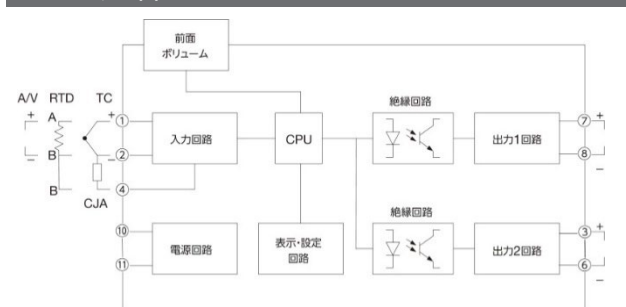 前面
ボリューム
A/V RTD TC
+ A + ①
入力回路
CPU
絶縁回路
出力1回路
⑦ +
− B − ②
⑧ −
B ④
CJA
⑩
電源回路
⑪
表示・設定
回路
絶縁回路
出力2回路
③ +
⑥ −